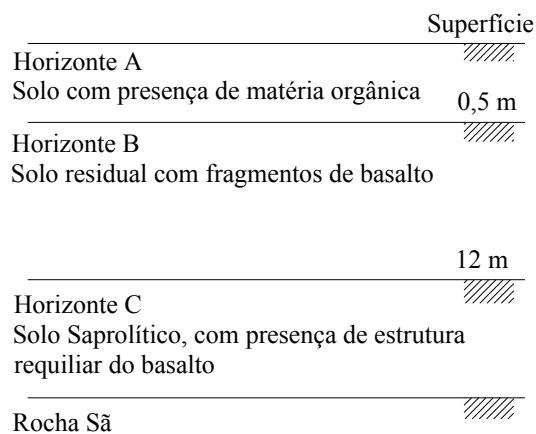 Superfície
Horizonte A
Solo com presença de matéria orgânica
0,5 m
Horizonte B
Solo residual com fragmentos de basalto
12 m
Horizonte C
Solo Saprolítico, com presença de estrutura
requiliar do basalto
Rocha Sã